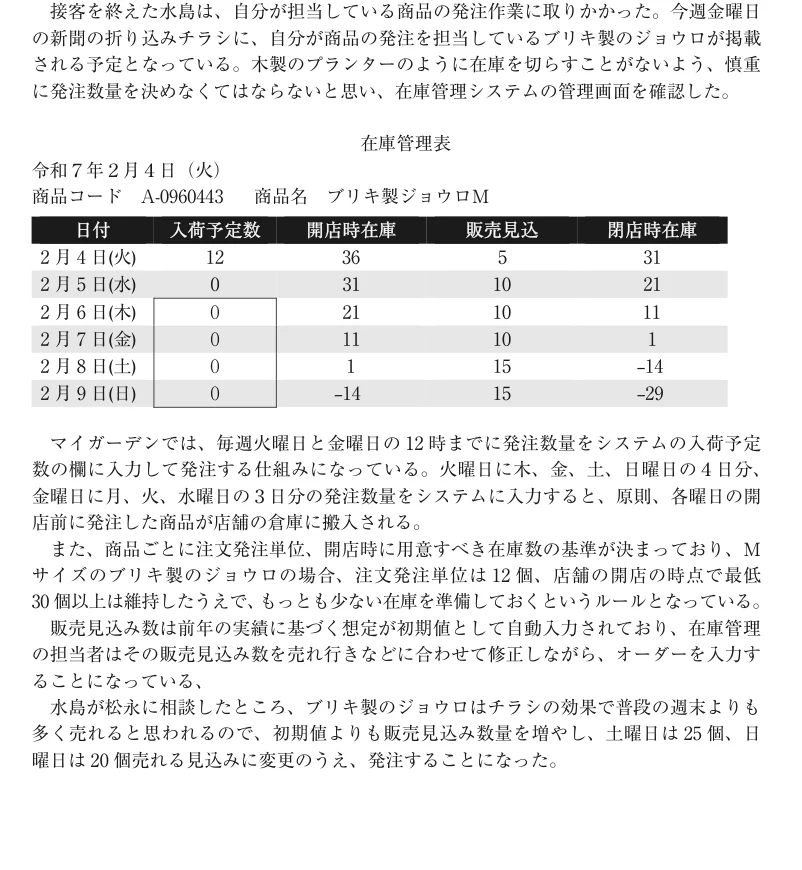 接客を終えた水島は、自分が担当している商品の発注作業に取りかかった。今週金曜日
の新聞の折り込みチラシに、自分が商品の発注を担当しているブリキ製のジョウロが掲載
される予定となっている。木製のプランターのように在庫を切らすことがないよう、慎重
に発注数量を決めなくてはならないと思い、在庫管理システムの管理画面を確認した。
在庫管理表
令和７年２月４日（火）
商品コード　A-0960443　商品名　ブリキ製ジョウロM
日付 入荷予定数 開店時在庫 販売見込 閉店時在庫
２月４日(火) 12 36 5 31
２月５日(水) 0 31 10 21
２月６日(木) 0 21 10 11
２月７日(金) 0 11 10 1
２月８日(土) 0 1 15 –14
２月９日(日) 0 –14 15 –29
マイガーデンでは、毎週火曜日と金曜日の 12 時までに発注数量をシステムの入荷予定
数の欄に入力して発注する仕組みになっている。火曜日に木、金、土、日曜日の４日分、
金曜日に月、火、水曜日の３日分の発注数量をシステムに入力すると、原則、各曜日の開
店前に発注した商品が店舗の倉庫に搬入される。
また、商品ごとに注文発注単位、開店時に用意すべき在庫数の基準が決まっており、M
サイズのブリキ製のジョウロの場合、注文発注単位は 12 個、店舗の開店の時点で最低
30 個以上は維持したうえで、もっとも少ない在庫を準備しておくというルールとなっている。
販売見込み数は前年の実績に基づく想定が初期値として自動入力されており、在庫管理
の担当者はその販売見込み数を売れ行きなどに合わせて修正しながら、オーダーを入力す
ることになっている、
水島が松永に相談したところ、ブリキ製のジョウロはチラシの効果で普段の週末よりも
多く売れると思われるので、初期値よりも販売見込み数量を増やし、土曜日は 25 個、日
曜日は 20 個売れる見込みに変更のうえ、発注することになった。